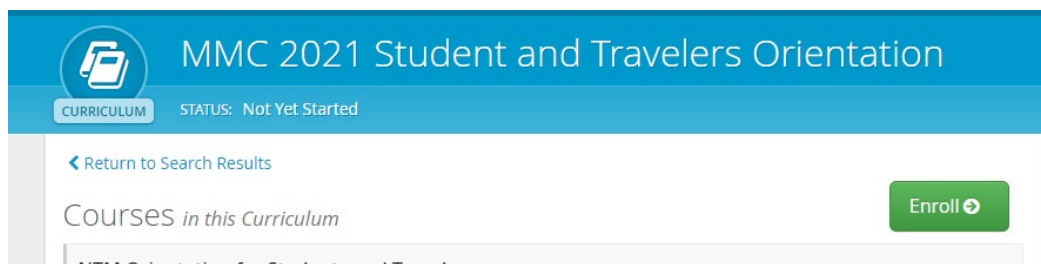 MMC 2021 Student and Travelers Orientation
CURRICULUM
STATUS: Not Yet Started
Return to Search Results
Courses in this Curriculum
Enroll